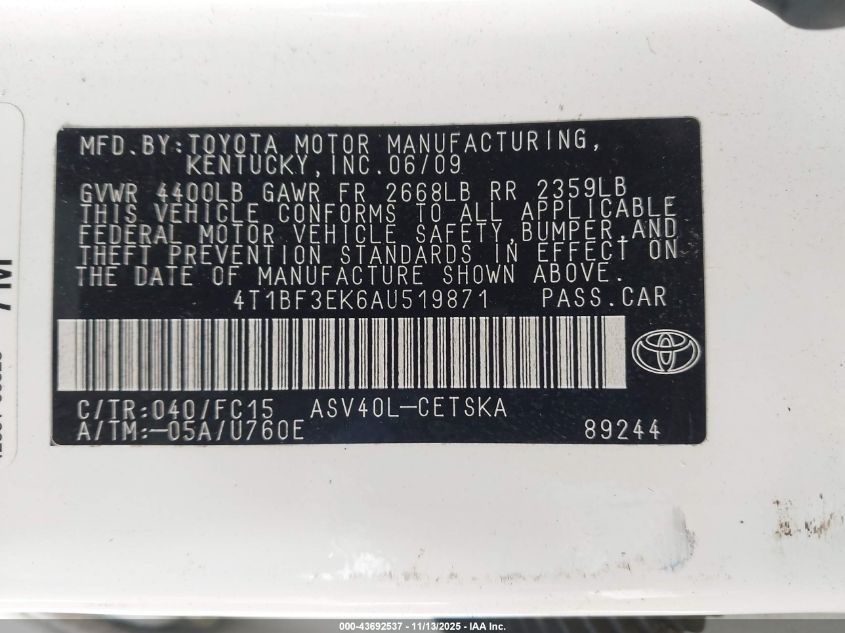 MFD.BY:TOYOTA MOTOR MANUFACTURING,
KENTUCKY,INC.06/09
GVWR 4400LB GAWR FR 2668LB RR 2359LB
THIS VEHICLE CONFORMS TO ALL APPLICABLE
FEDERAL MOTOR VEHICLE SAFETY,BUMPER,AND
THEFT PREVENTION STANDARDS IN EFFECT ON
THE DATE OF MANUFACTURE SHOWN ABOVE.
4T1BF3EK6AU519871 PASS.CAR
C/TR:040/FC15 ASV40L-CETSKA
A/TM:-05A/U760E 89244
000-43692537 - 11/13/2025 - IAA Inc.